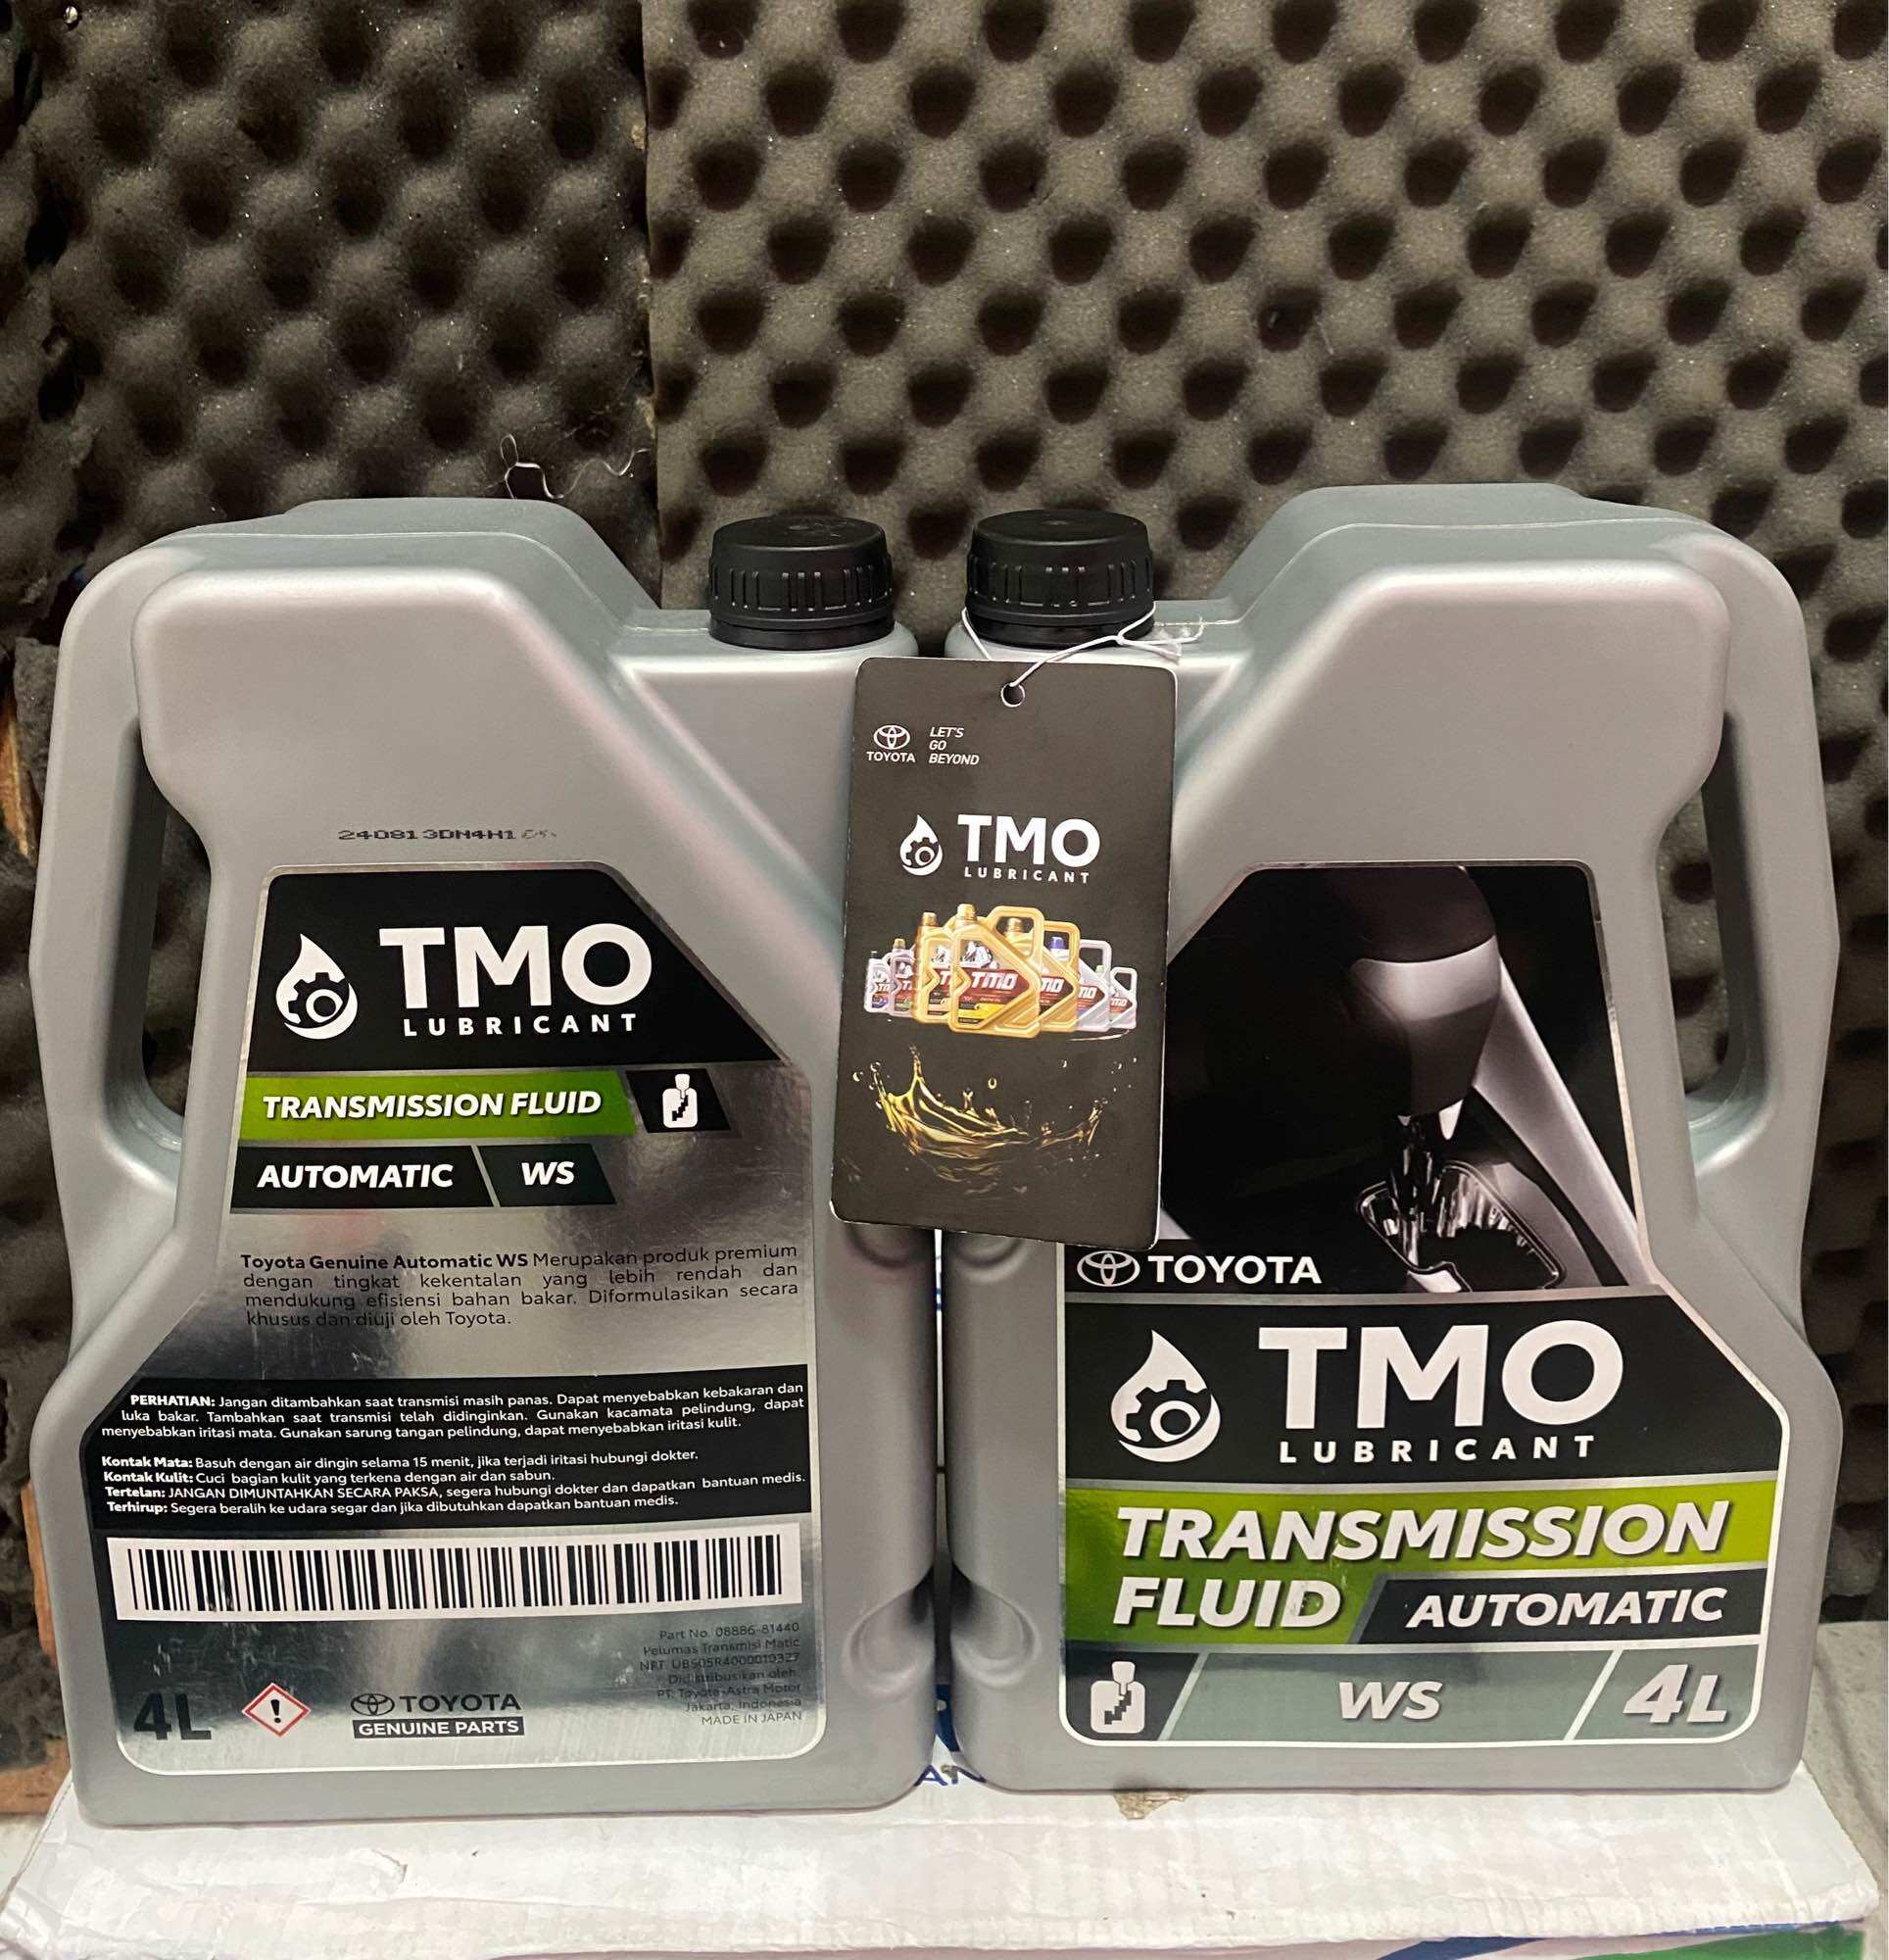 240813DN4H1
TMO
LUBRICANT
TRANSMISSION FLUID
AUTOMATIC WS
Toyota Genuine Automatic WS Merupakan produk premium
dengan tingkat kekentalan yang lebih rendah dan
mendukung efisiensi bahan bakar. Diformulasikan secara
khusus dan diuji oleh Toyota.
PERHATIAN: Jangan ditambahkan saat transmisi masih panas. Dapat menyebabkan kebakaran dan
luka bakar. Tambahkan saat transmisi telah didinginkan. Gunakan kacamata pelindung, dapat
menyebabkan iritasi mata. Gunakan sarung tangan pelindung, dapat menyebabkan iritasi kulit.
Kontak Mata: Basuh dengan air dingin selama 15 menit, jika terjadi iritasi hubungi dokter.
Kontak Kulit: Cuci bagian kulit yang terkena dengan air dan sabun.
Tertelan: JANGAN DIMUNTAHKAN SECARA PAKSA, segera hubungi dokter dan dapatkan bantuan medis.
Terhirup: Segera beralih ke udara segar dan jika dibutuhkan dapatkan bantuan medis.
Part No. 08886-81440
Pelumas Transmisi Matic
NPT. UB505R4000019327
Didistribusikan oleh
PT. Toyota-Astra Motor
Jakarta, Indonesia
MADE IN JAPAN
4L
TOYOTA
GENUINE PARTS
TOYOTA
LET'S
GO
BEYOND
TMO
LUBRICANT
TMO
TOYOTA
TMO
LUBRICANT
TRANSMISSION
FLUID AUTOMATIC
WS 4L